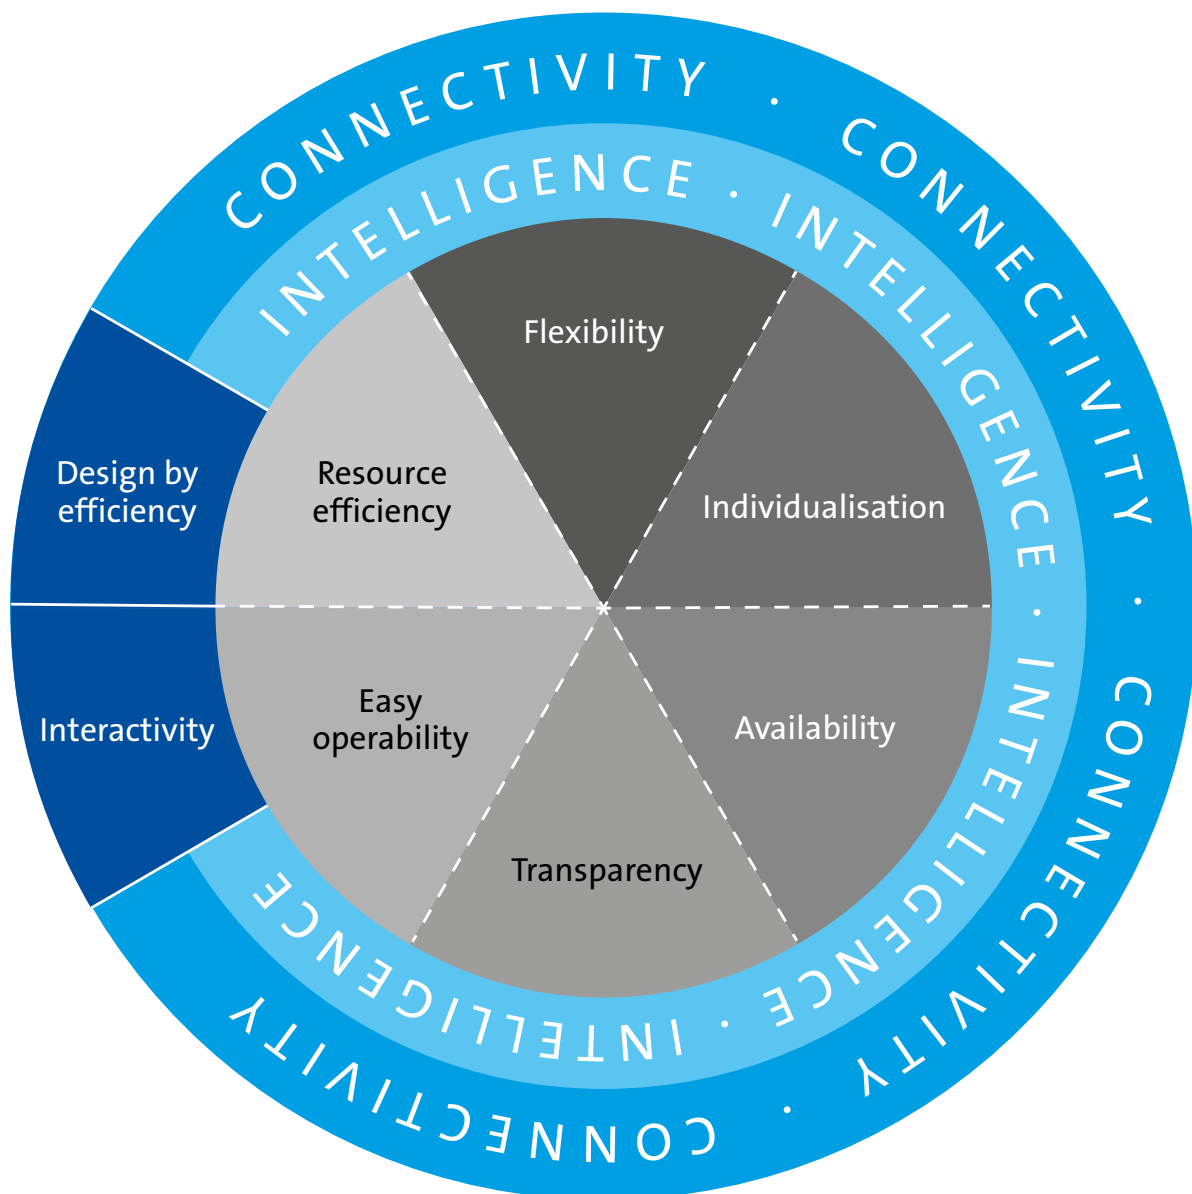 CONNECTIVITY · CONNECTIVITY · CONNECTIVITY · CONNECTIVITY
INTELLIGENCE · INTELLIGENCE · INTELLIGENCE · INTELLIGENCE
Flexibility
Individualisation
Availability
Transparency
Easy
operability
Resource
efficiency
Design by
efficiency
Interactivity